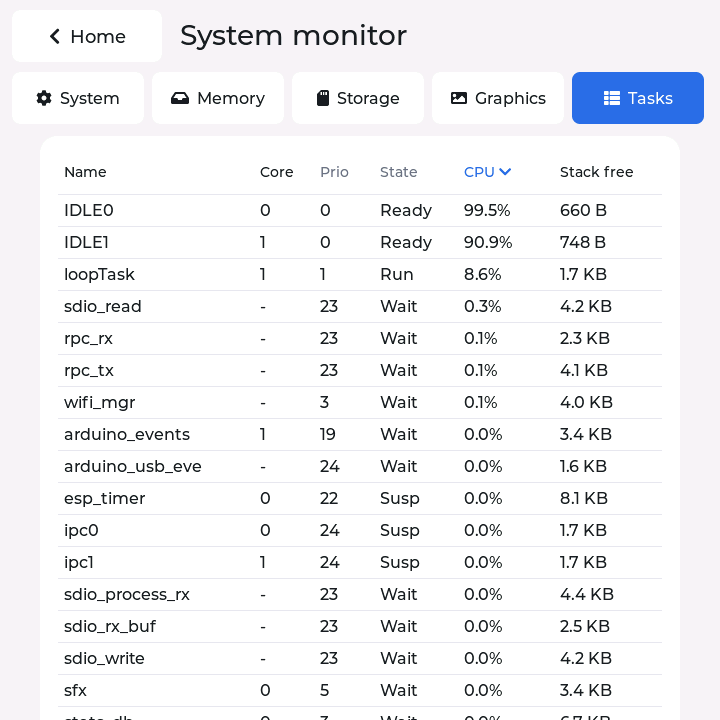 Home System monitor
System Memory Storage Graphics Tasks
Name Core Prio State CPU Stack free
IDLE0 0 0 Ready 99.5% 660 B
IDLE1 1 0 Ready 90.9% 748 B
loopTask 1 1 Run 8.6% 1.7 KB
sdio_read - 23 Wait 0.3% 4.2 KB
rpc_rx - 23 Wait 0.1% 2.3 KB
rpc_tx - 23 Wait 0.1% 4.1 KB
wifi_mgr - 3 Wait 0.1% 4.0 KB
arduino_events 1 19 Wait 0.0% 3.4 KB
arduino_usb_eve - 24 Wait 0.0% 1.6 KB
esp_timer 0 22 Susp 0.0% 8.1 KB
ipc0 0 24 Susp 0.0% 1.7 KB
ipc1 1 24 Susp 0.0% 1.7 KB
sdio_process_rx - 23 Wait 0.0% 4.4 KB
sdio_rx_buf - 23 Wait 0.0% 2.5 KB
sdio_write - 23 Wait 0.0% 4.2 KB
sfx 0 5 Wait 0.0% 3.4 KB